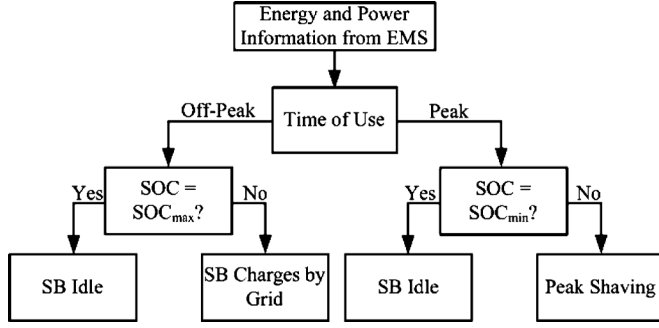 Energy and Power
Information from EMS
Off-Peak
Time of Use
Peak
Yes
SOC =
SOCmax?
No
Yes
SOC =
SOCmin?
No
SB Idle
SB Charges by
Grid
SB Idle
Peak Shaving